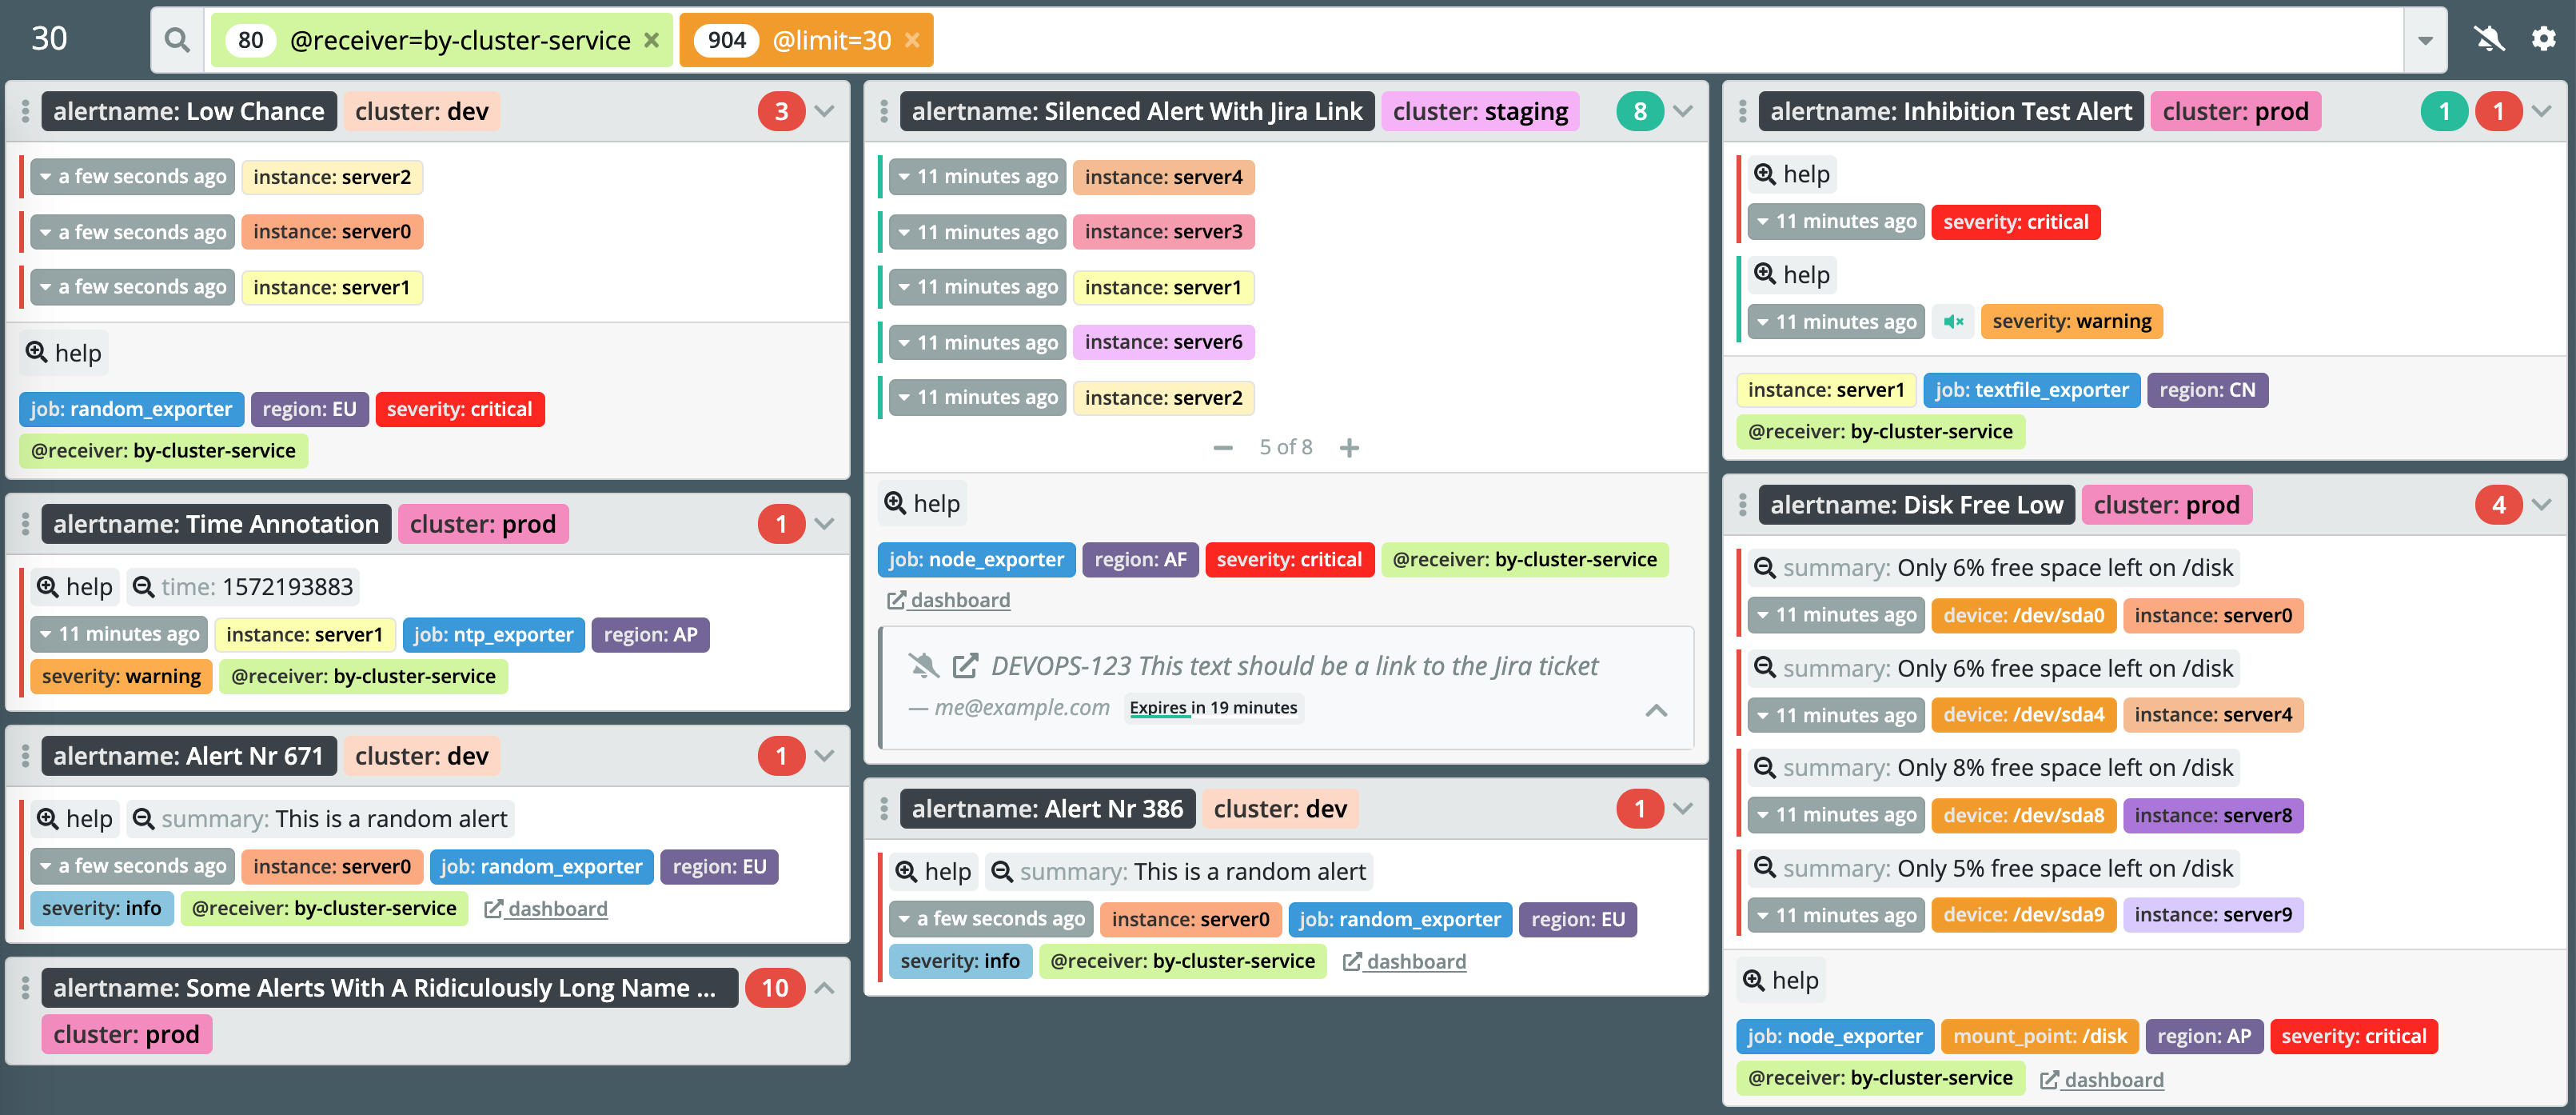 30
80 @receiver=by-cluster-service × 904 @limit=30 ×
alertname: Low Chance cluster: dev 3
a few seconds ago instance: server2
a few seconds ago instance: server0
a few seconds ago instance: server1
help
job: random_exporter region: EU severity: critical
@receiver: by-cluster-service
alertname: Time Annotation cluster: prod 1
help time: 1572193883
11 minutes ago instance: server1 job: ntp_exporter region: AP
severity: warning @receiver: by-cluster-service
alertname: Alert Nr 671 cluster: dev 1
help summary: This is a random alert
a few seconds ago instance: server0 job: random_exporter region: EU
severity: info @receiver: by-cluster-service dashboard
alertname: Some Alerts With A Ridiculously Long Name ... 10
cluster: prod
alertname: Silenced Alert With Jira Link cluster: staging 8
11 minutes ago instance: server4
11 minutes ago instance: server3
11 minutes ago instance: server1
11 minutes ago instance: server6
11 minutes ago instance: server2
5 of 8
help
job: node_exporter region: AF severity: critical @receiver: by-cluster-service
dashboard
DEVOPS-123 This text should be a link to the Jira ticket
— me@example.com Expires in 19 minutes
alertname: Alert Nr 386 cluster: dev 1
help summary: This is a random alert
a few seconds ago instance: server0 job: random_exporter region: EU
severity: info @receiver: by-cluster-service dashboard
alertname: Inhibition Test Alert cluster: prod 1 1
help
11 minutes ago severity: critical
help
11 minutes ago severity: warning
instance: server1 job: textfile_exporter region: CN
@receiver: by-cluster-service
alertname: Disk Free Low cluster: prod 4
summary: Only 6% free space left on /disk
11 minutes ago device: /dev/sda0 instance: server0
summary: Only 6% free space left on /disk
11 minutes ago device: /dev/sda4 instance: server4
summary: Only 8% free space left on /disk
11 minutes ago device: /dev/sda8 instance: server8
summary: Only 5% free space left on /disk
11 minutes ago device: /dev/sda9 instance: server9
help
job: node_exporter mount_point: /disk region: AP severity: critical
@receiver: by-cluster-service dashboard